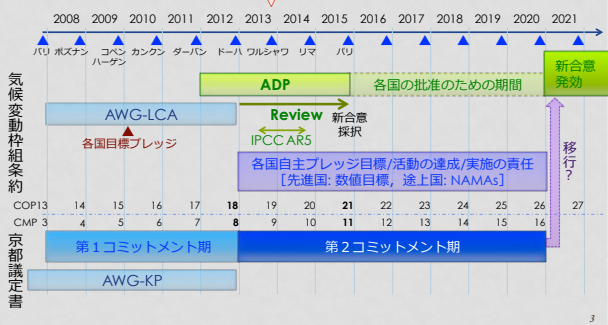 2008 2009 2010 2011 2012 2013 2014 2015 2016 2017 2018 2019 2020 2021
バリ ポズナン コペンハーゲン カンクン ダーバン ドーハ ワルシャワ リマ パリ
気候変動枠組条約
ADP
各国の批准のための期間
新合意
発効
AWG-LCA
Review
新合意
採択
各国目標プレッジ
IPCC AR5
移行?
各国自主プレッジ目標/活動の達成/実施の責任
[先進国: 数値目標, 途上国: NAMAs]
COP13 14 15 16 17 18 19 20 21 22 23 24 25 26 27
CMP 3 4 5 6 7 8 9 10 11 12 13 14 15 16
京都議定書
第1コミットメント期
第2コミットメント期
AWG-KP
3